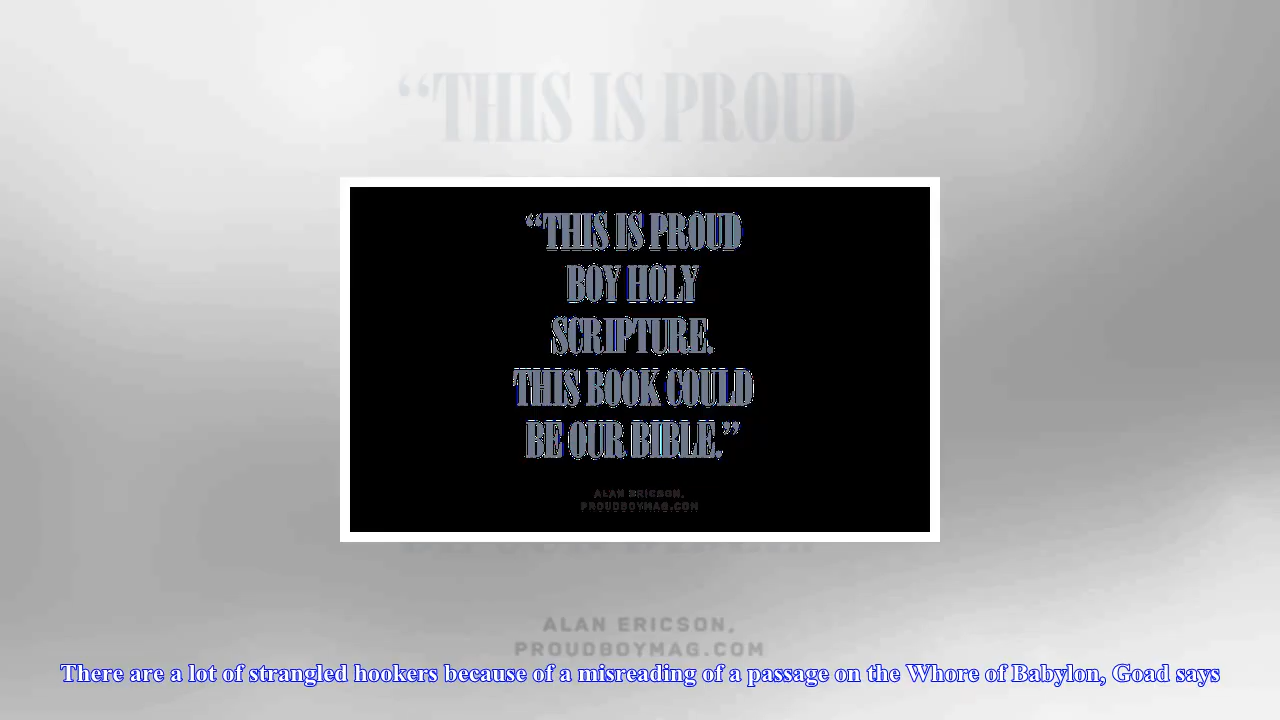 “THIS IS PROUD
“THIS IS PROUD
BOY HOLY
SCRIPTURE.
THIS BOOK COULD
BE OUR BIBLE.”
ALAN ERICSON,
PROUDBOYMAG.COM
ALAN ERICSON,
PROUDBOYMAG.COM
There are a lot of strangled hookers because of a misreading of a passage on the Whore of Babylon, Goad says